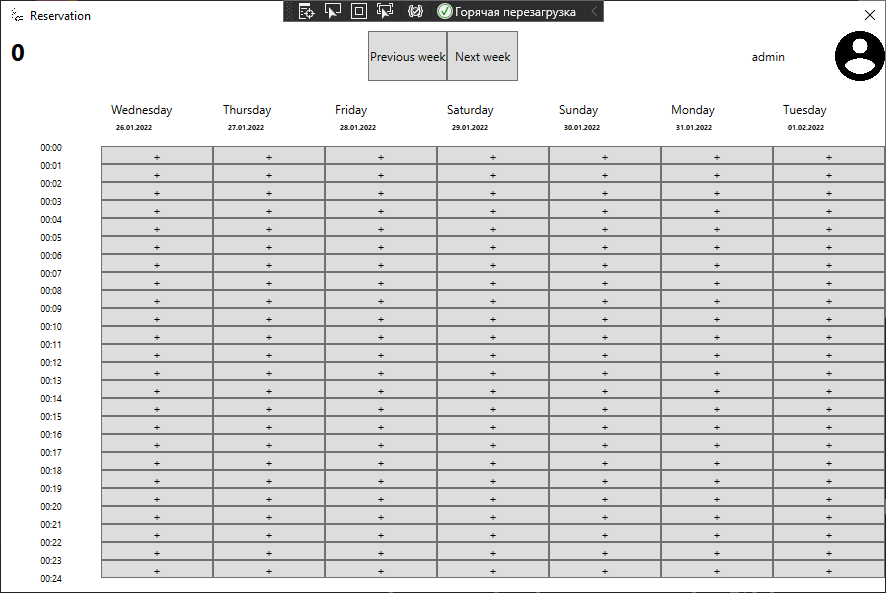 Reservation
Горячая перезагрузка
0
Previous week Next week
admin
Wednesday Thursday Friday Saturday Sunday Monday Tuesday
26.01.2022 27.01.2022 28.01.2022 29.01.2022 30.01.2022 31.01.2022 01.02.2022
00:00
+ + + + + + +
00:01
+ + + + + + +
00:02
+ + + + + + +
00:03
+ + + + + + +
00:04
+ + + + + + +
00:05
+ + + + + + +
00:06
+ + + + + + +
00:07
+ + + + + + +
00:08
+ + + + + + +
00:09
+ + + + + + +
00:10
+ + + + + + +
00:11
+ + + + + + +
00:12
+ + + + + + +
00:13
+ + + + + + +
00:14
+ + + + + + +
00:15
+ + + + + + +
00:16
+ + + + + + +
00:17
+ + + + + + +
00:18
+ + + + + + +
00:19
+ + + + + + +
00:20
+ + + + + + +
00:21
+ + + + + + +
00:22
+ + + + + + +
00:23
+ + + + + + +
00:24